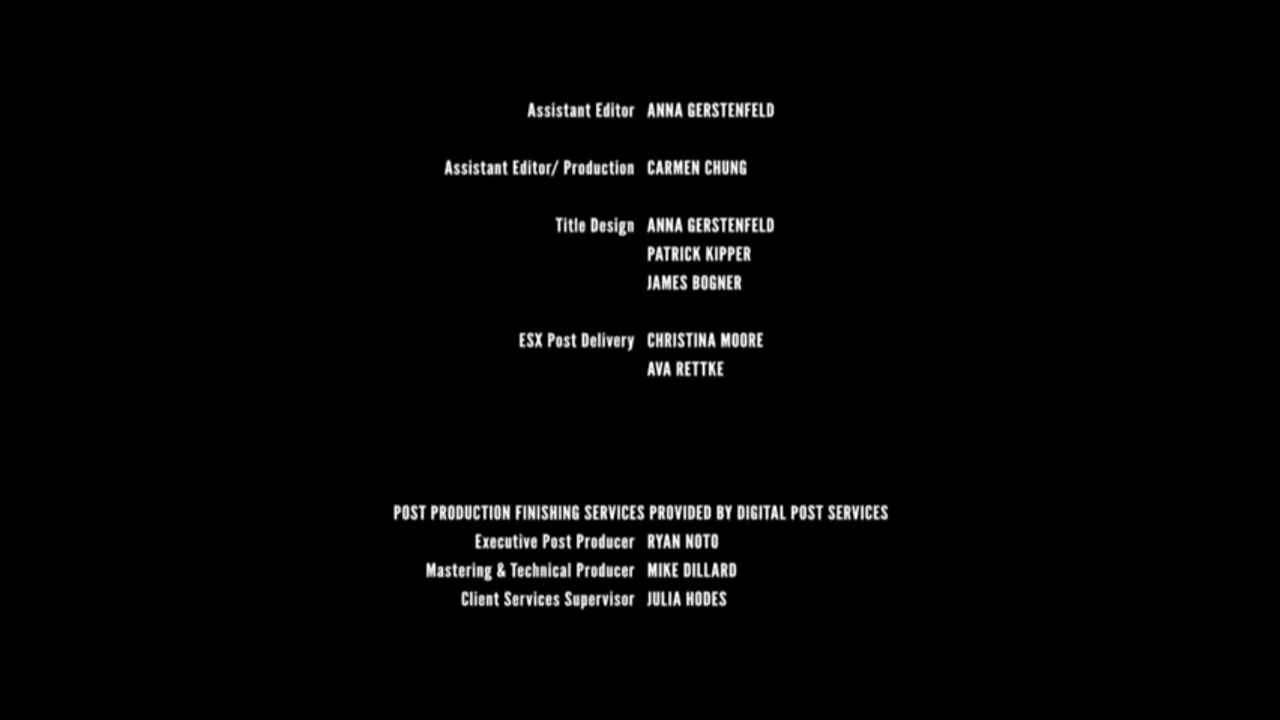 Assistant Editor ANNA GERSTENFELD
Assistant Editor/ Production CARMEN CHUNG
Title Design ANNA GERSTENFELD
PATRICK KIPPER
JAMES BOGNER
ESX Post Delivery CHRISTINA MOORE
AVA RETTKE
POST PRODUCTION FINISHING SERVICES PROVIDED BY DIGITAL POST SERVICES
Executive Post Producer RYAN NOTO
Mastering & Technical Producer MIKE DILLARD
Client Services Supervisor JULIA HODES